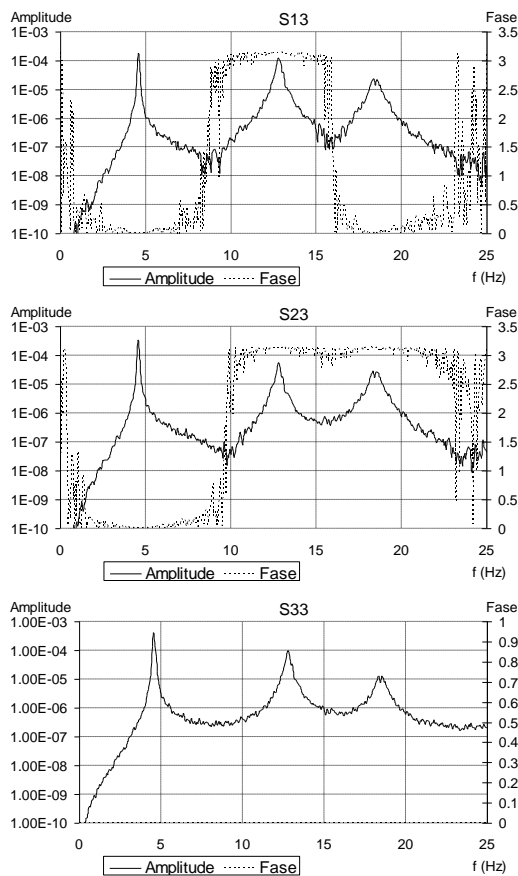 Amplitude S13 Fase
1E-03 3.5
1E-04 3
1E-05 2.5
1E-06 2
1E-07 1.5
1E-08 1
1E-09 0.5
1E-10 0
0 5 10 15 20 25
Amplitude Fase f (Hz)
Amplitude S23 Fase
1E-03 3.5
1E-04 3
1E-05 2.5
1E-06 2
1E-07 1.5
1E-08 1
1E-09 0.5
1E-10 0
0 5 10 15 20 25
Amplitude Fase f (Hz)
Amplitude S33 Fase
1.00E-03 1
0.9
1.00E-04 0.8
1.00E-05 0.7
0.6
1.00E-06 0.5
1.00E-07 0.4
1.00E-08 0.3
0.2
1.00E-09 0.1
1.00E-10 0
0 5 10 15 20 25
Amplitude Fase f (Hz)